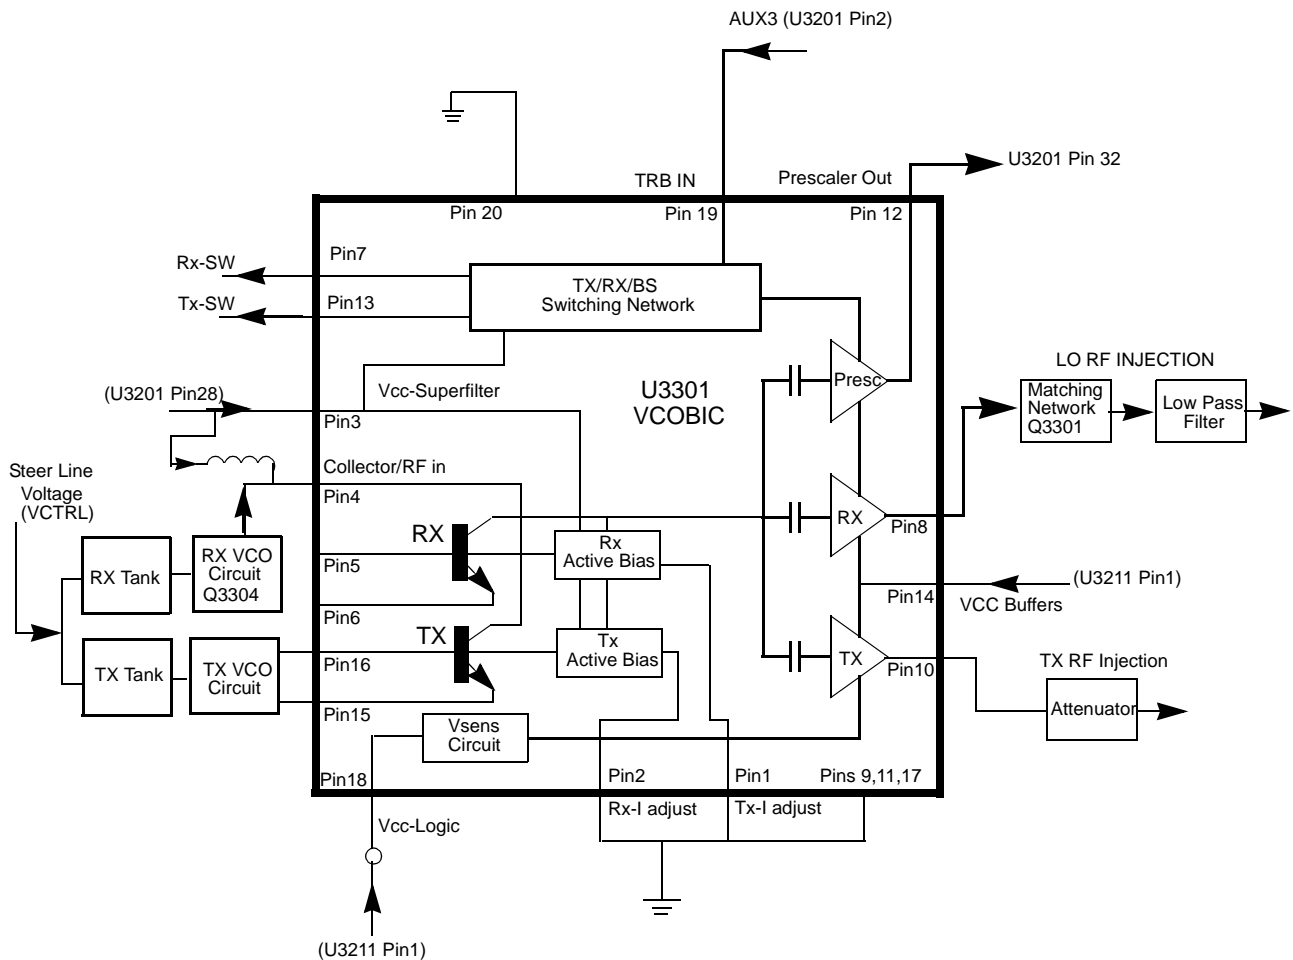 AUX3 (U3201 Pin2)
U3201 Pin 32
TRB IN
Prescaler Out
Pin 20
Pin 19
Pin 12
Rx-SW
Pin7
Tx-SW
Pin13
TX/RX/BS
Switching Network
(U3201 Pin28)
Vcc-Superfilter
Pin3
U3301
VCOBIC
Presc
LO RF INJECTION
Matching
Network
Q3301
Low Pass
Filter
Steer Line
Voltage
(VCTRL)
Collector/RF in
Pin4
RX
Rx
Active Bias
RX
Pin8
RX Tank
RX VCO
Circuit
Q3304
Pin5
Pin6
(U3211 Pin1)
Pin14
VCC Buffers
TX Tank
TX VCO
Circuit
Pin16
TX
Tx
Active Bias
TX
Pin10
TX RF Injection
Attenuator
Pin15
Vsens
Circuit
Pin18
Pin2
Pin1
Pins 9,11,17
Rx-I adjust
Tx-I adjust
Vcc-Logic
(U3211 Pin1)